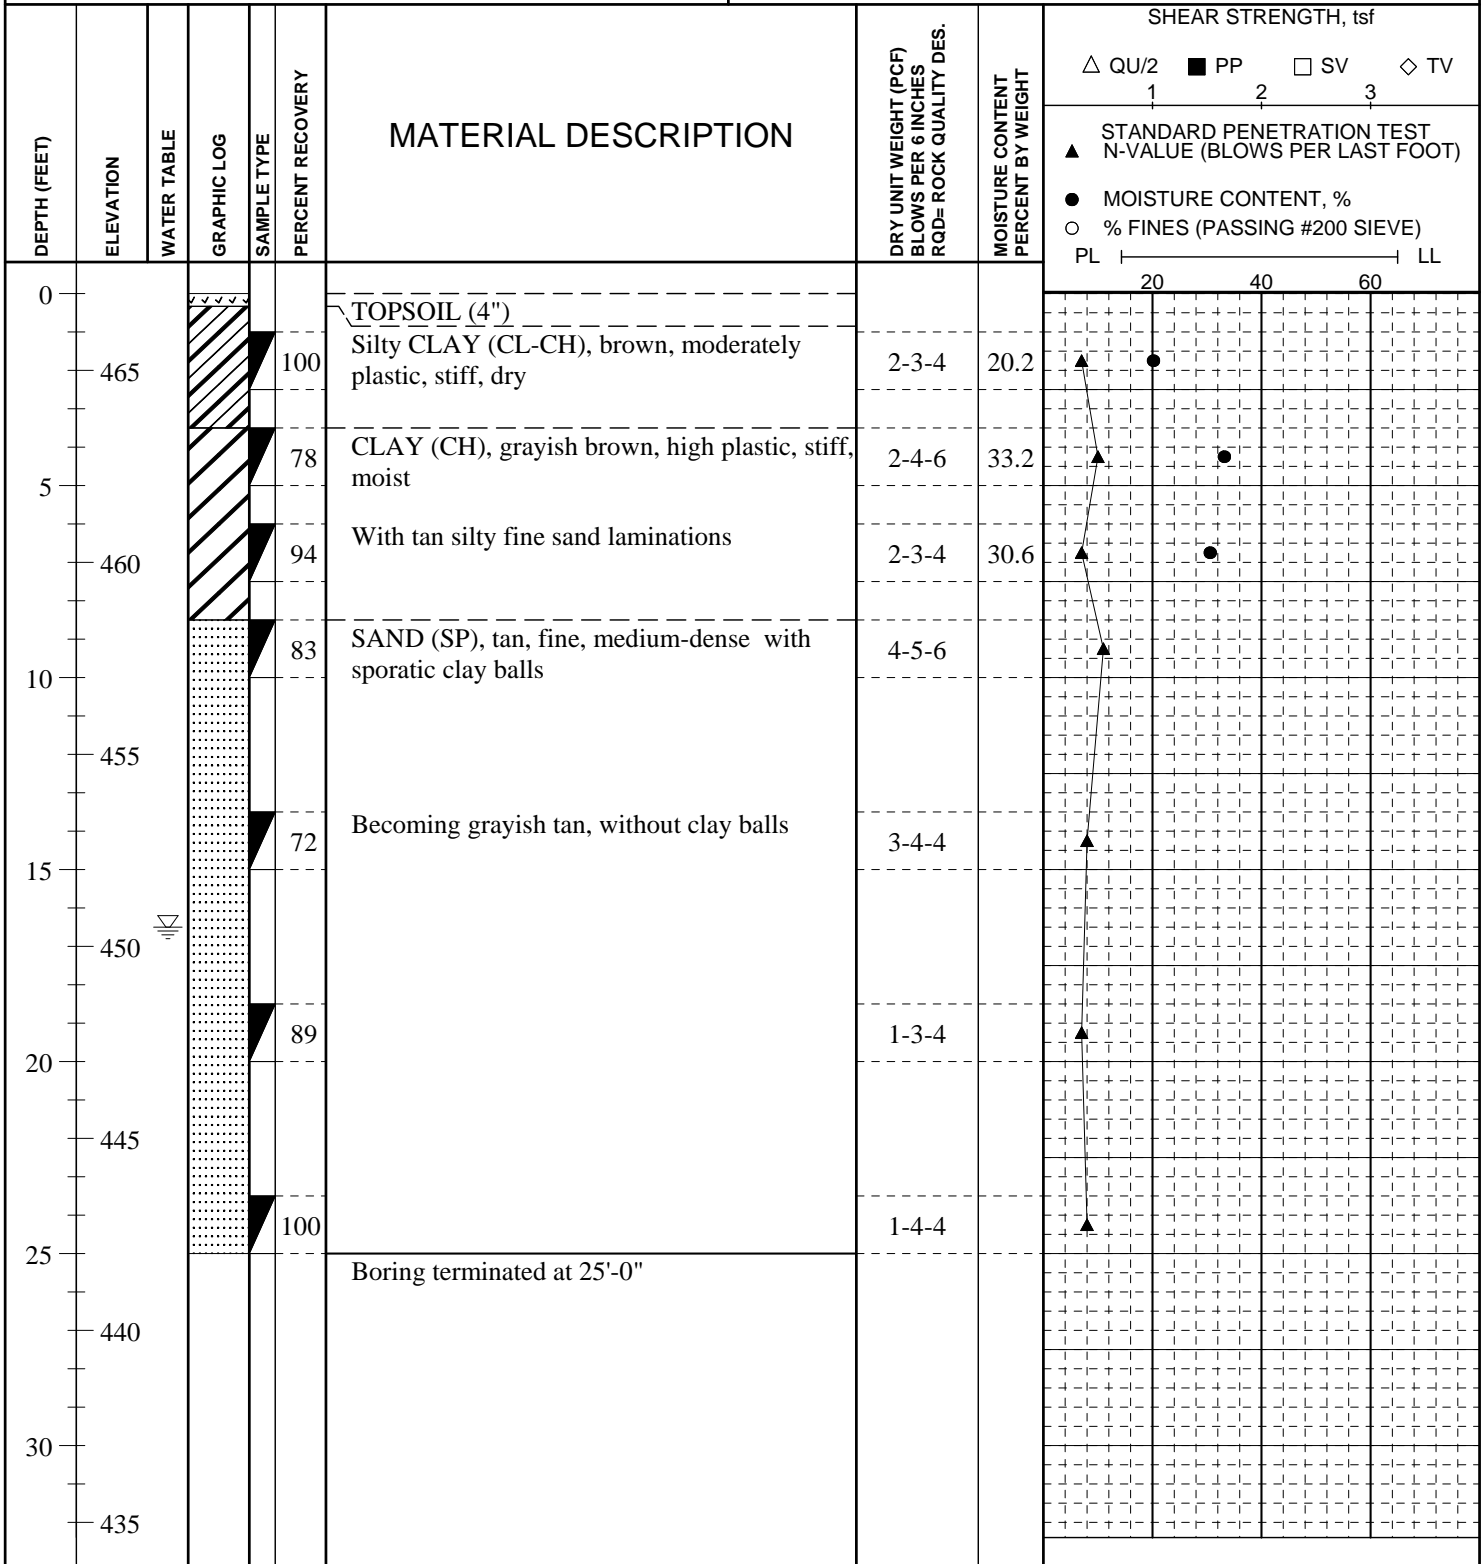 DEPTH (FEET)
ELEVATION
WATER TABLE
GRAPHIC LOG
SAMPLE TYPE
PERCENT RECOVERY
MATERIAL DESCRIPTION
DRY UNIT WEIGHT (PCF)
BLOWS PER 6 INCHES
RQD= ROCK QUALITY DES.
MOISTURE CONTENT
PERCENT BY WEIGHT
SHEAR STRENGTH, tsf
△ QU/2 ■ PP □ SV ◇ TV
1 2 3
STANDARD PENETRATION TEST
▲ N-VALUE (BLOWS PER LAST FOOT)
● MOISTURE CONTENT, %
○ % FINES (PASSING #200 SIEVE)
PL LL
20 40 60
0
TOPSOIL (4")
Silty CLAY (CL-CH), brown, moderately
465 100 2-3-4 20.2
plastic, stiff, dry
CLAY (CH), grayish brown, high plastic, stiff,
78 2-4-6 33.2
moist
5
With tan silty fine sand laminations
460 94 2-3-4 30.6
SAND (SP), tan, fine, medium-dense with
83 4-5-6
sporatic clay balls
10
455
Becoming grayish tan, without clay balls
72 3-4-4
15
450
89 1-3-4
20
445
100 1-4-4
25
Boring terminated at 25'-0"
440
30
435